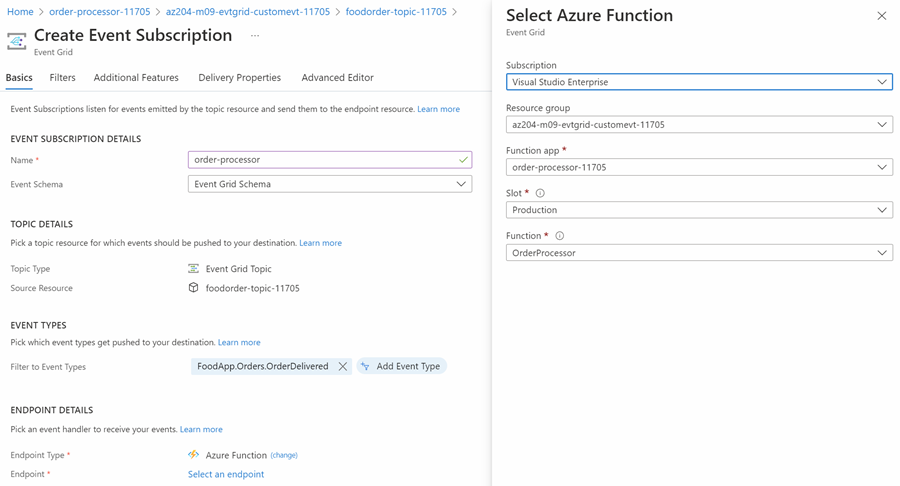 Home > order-processor-11705 > az204-m09-evtgrid-customevt-11705 > foodorder-topic-11705 >
Create Event Subscription ...
Event Grid
Basics Filters Additional Features Delivery Properties Advanced Editor
Event Subscriptions listen for events emitted by the topic resource and send them to the endpoint resource. Learn more
EVENT SUBSCRIPTION DETAILS
Name * order-processor
Event Schema Event Grid Schema
TOPIC DETAILS
Pick a topic resource for which events should be pushed to your destination. Learn more
Topic Type Event Grid Topic
Source Resource foodorder-topic-11705
EVENT TYPES
Pick which event types get pushed to your destination. Learn more
Filter to Event Types FoodApp.Orders.OrderDelivered Add Event Type
ENDPOINT DETAILS
Pick an event handler to receive your events. Learn more
Endpoint Type * Azure Function (change)
Endpoint * Select an endpoint
Select Azure Function
Event Grid
Subscription
Visual Studio Enterprise
Resource group
az204-m09-evtgrid-customevt-11705
Function app *
order-processor-11705
Slot *
Production
Function *
OrderProcessor